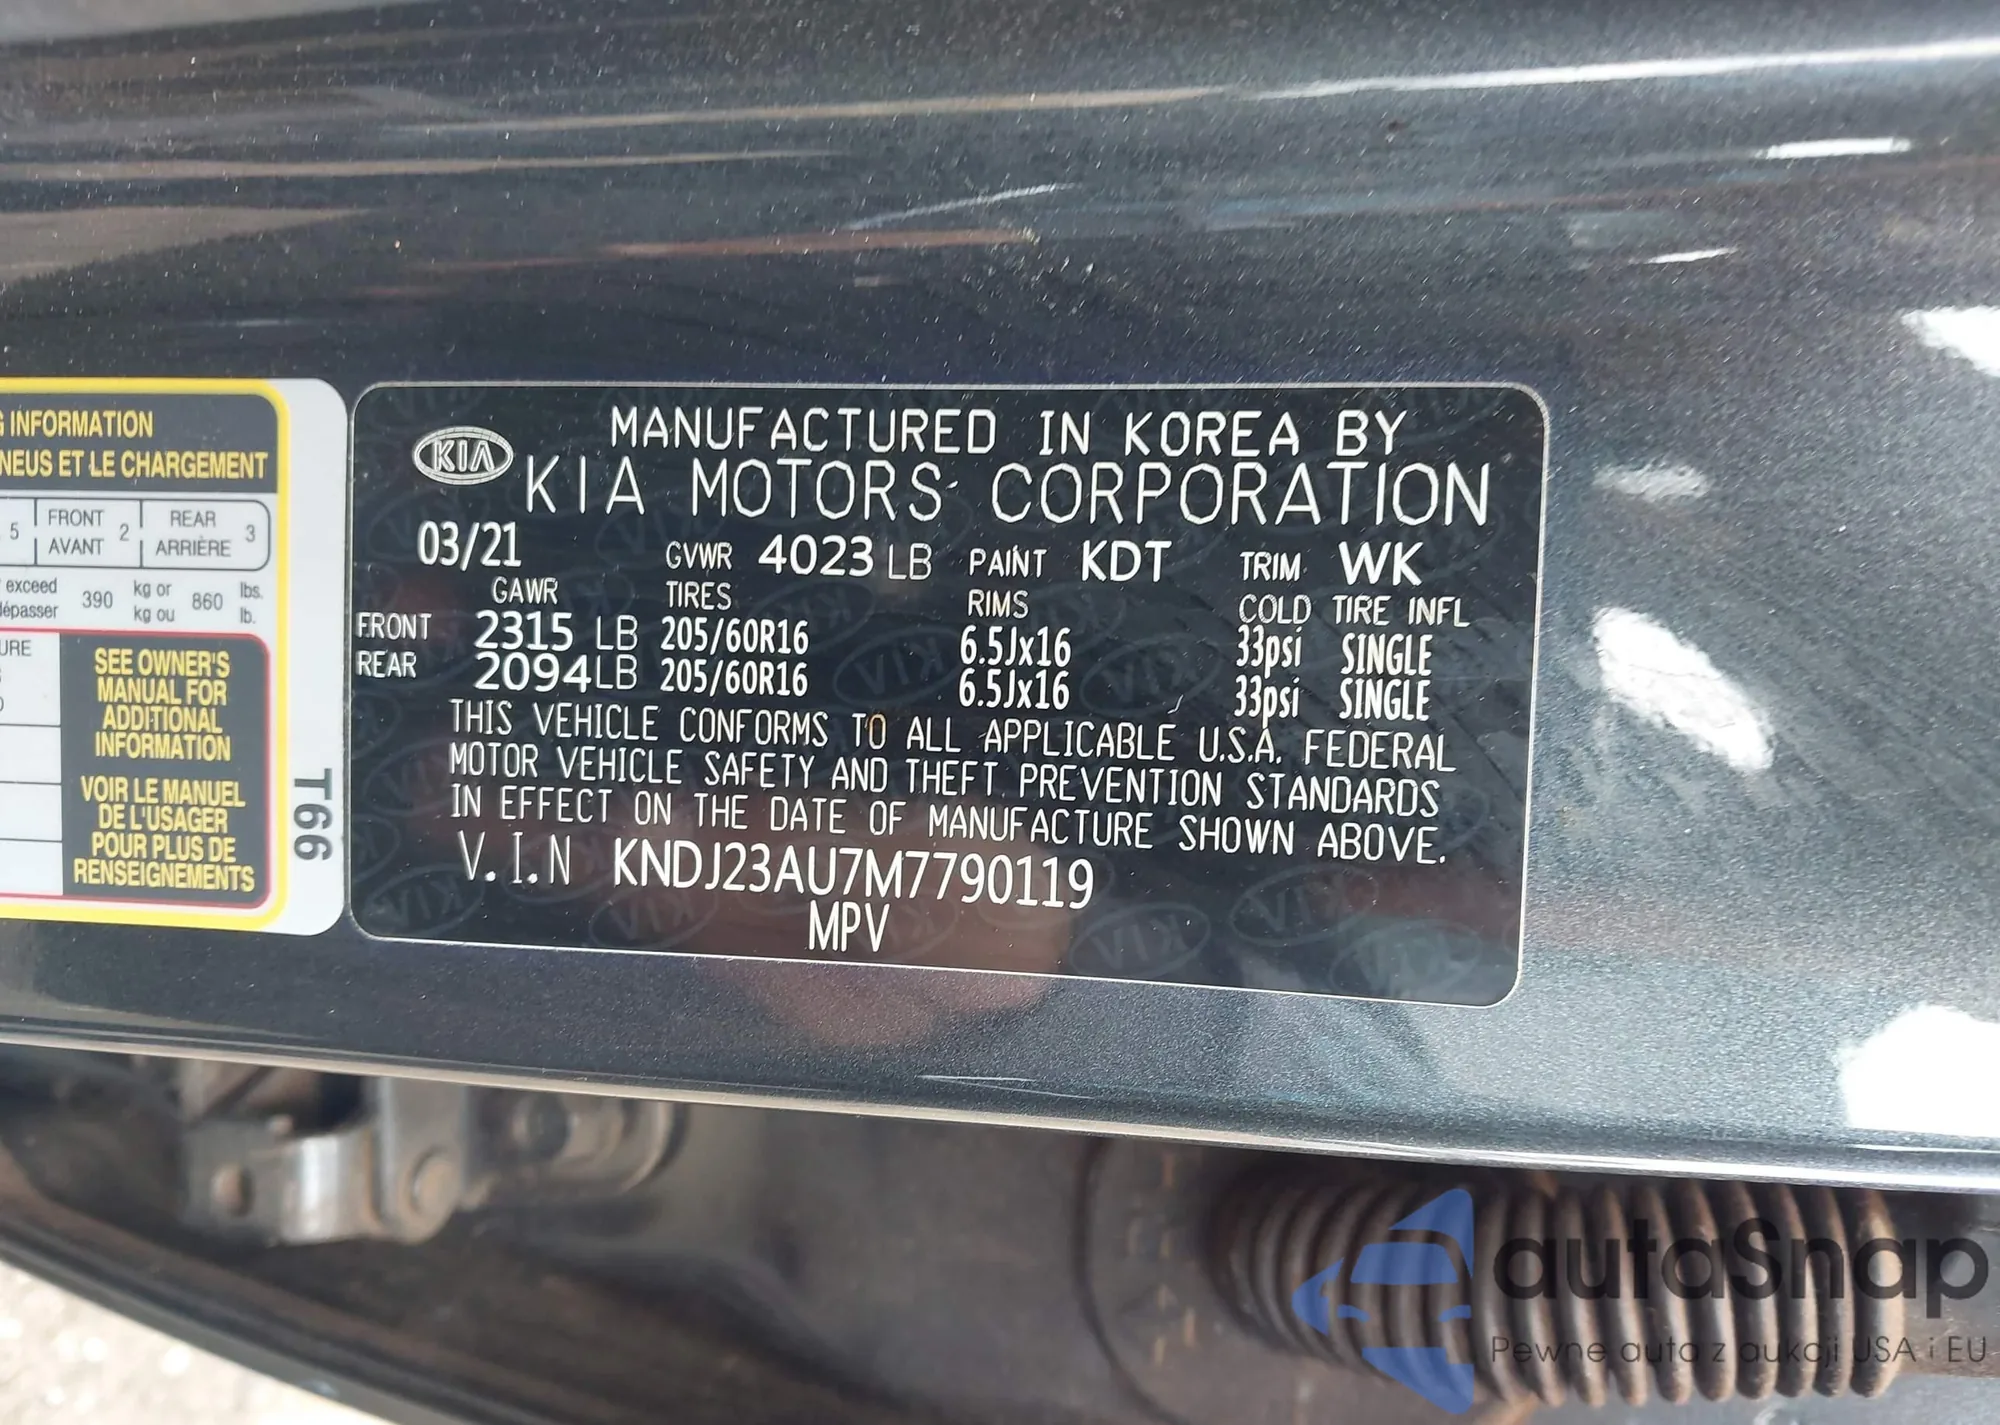 G INFORMATION
NEUS ET LE CHARGEMENT
5 FRONT AVANT 2 REAR ARRIÈRE 3
exceed 390 kg or 860 lbs.
dépasser kg ou lb.
URE
SEE OWNER'S
MANUAL FOR
ADDITIONAL
INFORMATION
VOIR LE MANUEL
DE L'USAGER
POUR PLUS DE
RENSEIGNEMENTS
T66
MANUFACTURED IN KOREA BY
KIA KIA MOTORS CORPORATION
03/21 GVWR 4023 LB PAINT KDT TRIM WK
GAWR TIRES RIMS COLD TIRE INFL
FRONT 2315 LB 205/60R16 6.5Jx16 33psi SINGLE
REAR 2094LB 205/60R16 6.5Jx16 33psi SINGLE
THIS VEHICLE CONFORMS TO ALL APPLICABLE U.S.A. FEDERAL
MOTOR VEHICLE SAFETY AND THEFT PREVENTION STANDARDS
IN EFFECT ON THE DATE OF MANUFACTURE SHOWN ABOVE.
V.I.N KNDJ23AU7M7790119
MPV
autaSnap
Pewne auta z aukcji USA i EU